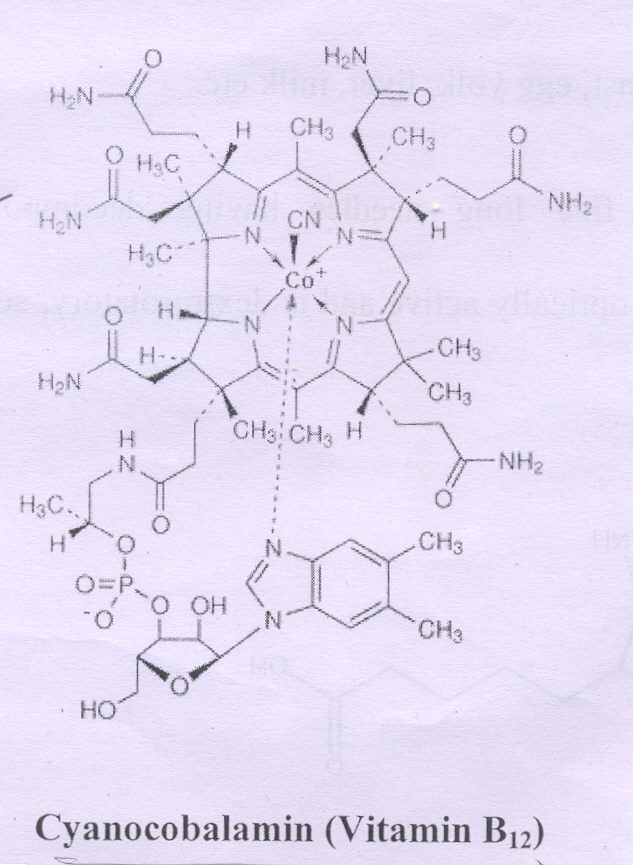 O
H₂N
H₂N
O
H
CH₃
CH₃
O
O
H₃C
NH₂
CN
H₂N
N
N
H
H₃C
Co⁺
O
H
N
N
H
CH₃
H₂N
CH₃
CH₃
CH₃
H
H
N
NH₂
O
H₃C
O
H
O
N
CH₃
O=P
⁻O
O
OH
N
CH₃
O
HO
Cyanocobalamin (Vitamin B₁₂)